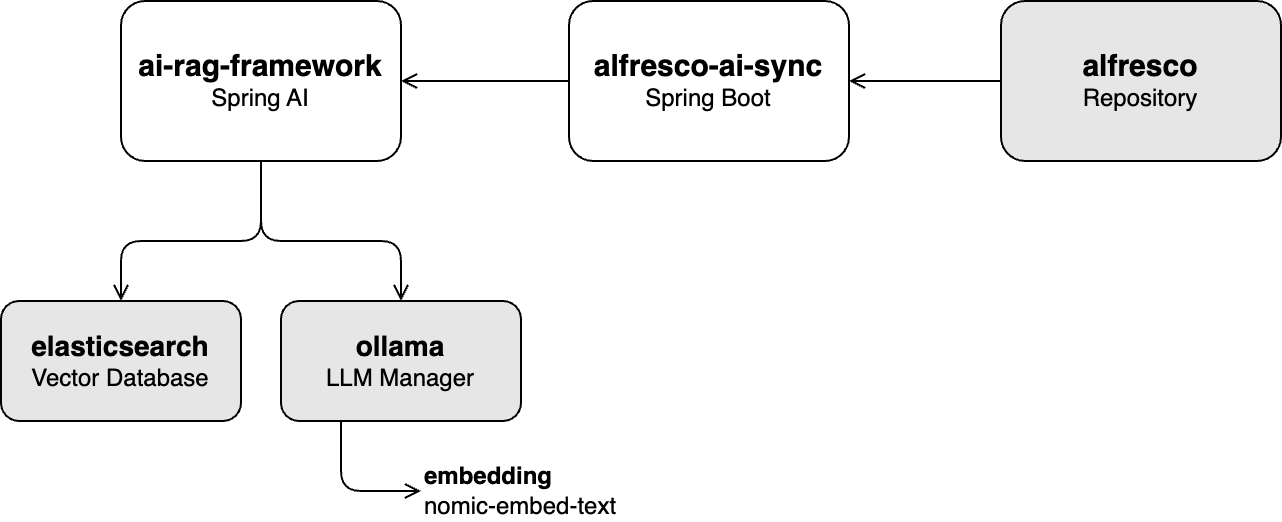 ai-rag-framework
Spring AI
alfresco-ai-sync
Spring Boot
alfresco
Repository
elasticsearch
Vector Database
ollama
LLM Manager
embedding
nomic-embed-text